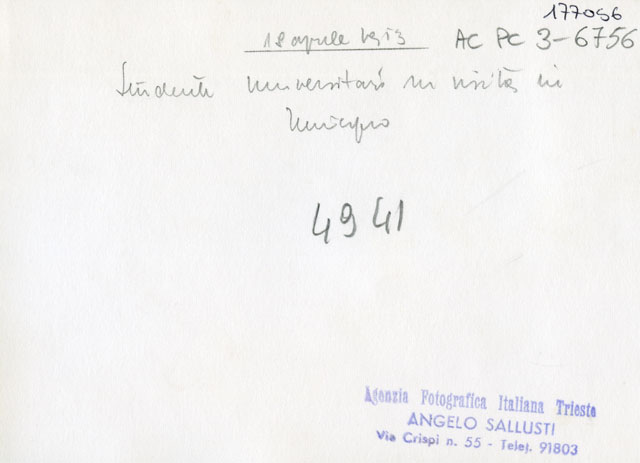 177056
18 aprile 1953
AC PC 3-6756
Studenti universitari in visita in
Municipio
4941
Agenzia Fotografica Italiana Trieste
ANGELO SALLUSTI
Via Crispi n. 55 - Telef. 91803